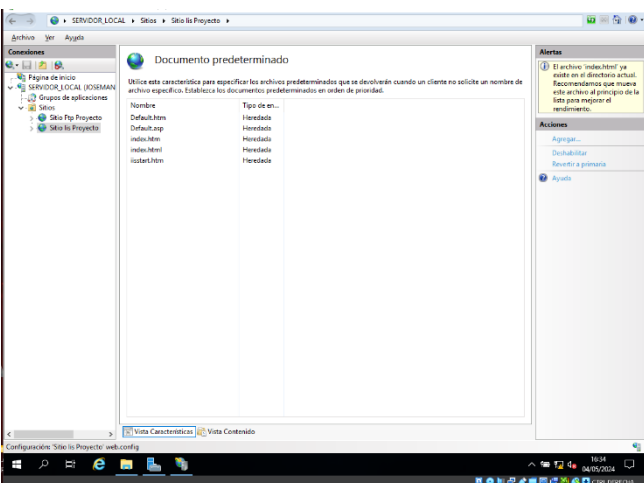 SERVIDOR_LOCAL ▸ Sitios ▸ Sitio Iis Proyecto ▸
Archivo Ver Ayuda
Conexiones
Página de inicio
SERVIDOR_LOCAL (JOSEMAN
Grupos de aplicaciones
Sitios
Sitio Ftp Proyecto
Sitio Iis Proyecto
Documento predeterminado
Utilice esta característica para especificar los archivos predeterminados que se devolverán cuando un cliente no solicite un nombre de
archivo específico. Establezca los documentos predeterminados en orden de prioridad.
Nombre Tipo de en...
Default.htm Heredada
Default.asp Heredada
index.htm Heredada
index.html Heredada
iisstart.htm Heredada
Alertas
El archivo 'index.html' ya
existe en el directorio actual.
Recomendamos que mueva
este archivo al principio de la
lista para mejorar el
rendimiento.
Acciones
Agregar...
Deshabilitar
Revertir a primaria
Ayuda
Vista Características Vista Contenido
Configuración: 'Sitio Iis Proyecto' web.config
16:34
04/05/2024
CTRL DERECHA